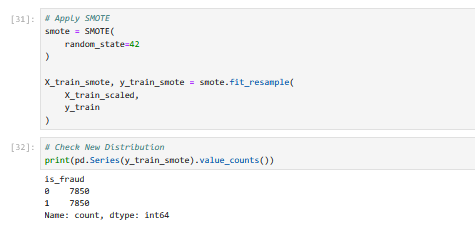 [31]: # Apply SMOTE
smote = SMOTE(
    random_state=42
)
X_train_smote, y_train_smote = smote.fit_resample(
    X_train_scaled,
    y_train
)
[32]: # Check New Distribution
print(pd.Series(y_train_smote).value_counts())
is_fraud
0    7850
1    7850
Name: count, dtype: int64